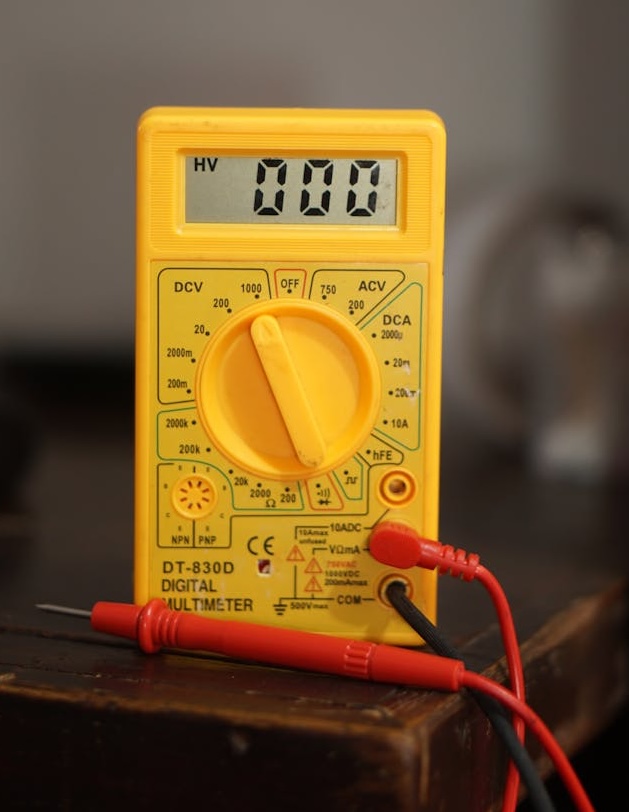 HV 000
DCV 1000 OFF 750 ACV
200 200
DCA
20 2000µ
2000m 20m
200m 200m
2000k 10A
200k hFE
20k 2000 Ω 200
E E
B B
C C
E E
NPN PNP
10ADC
10Amax
unfused
VΩmA
CE
750VAC
1000VDC
200mAmax
DT-830D
DIGITAL
MULTIMETER
500Vmax COM